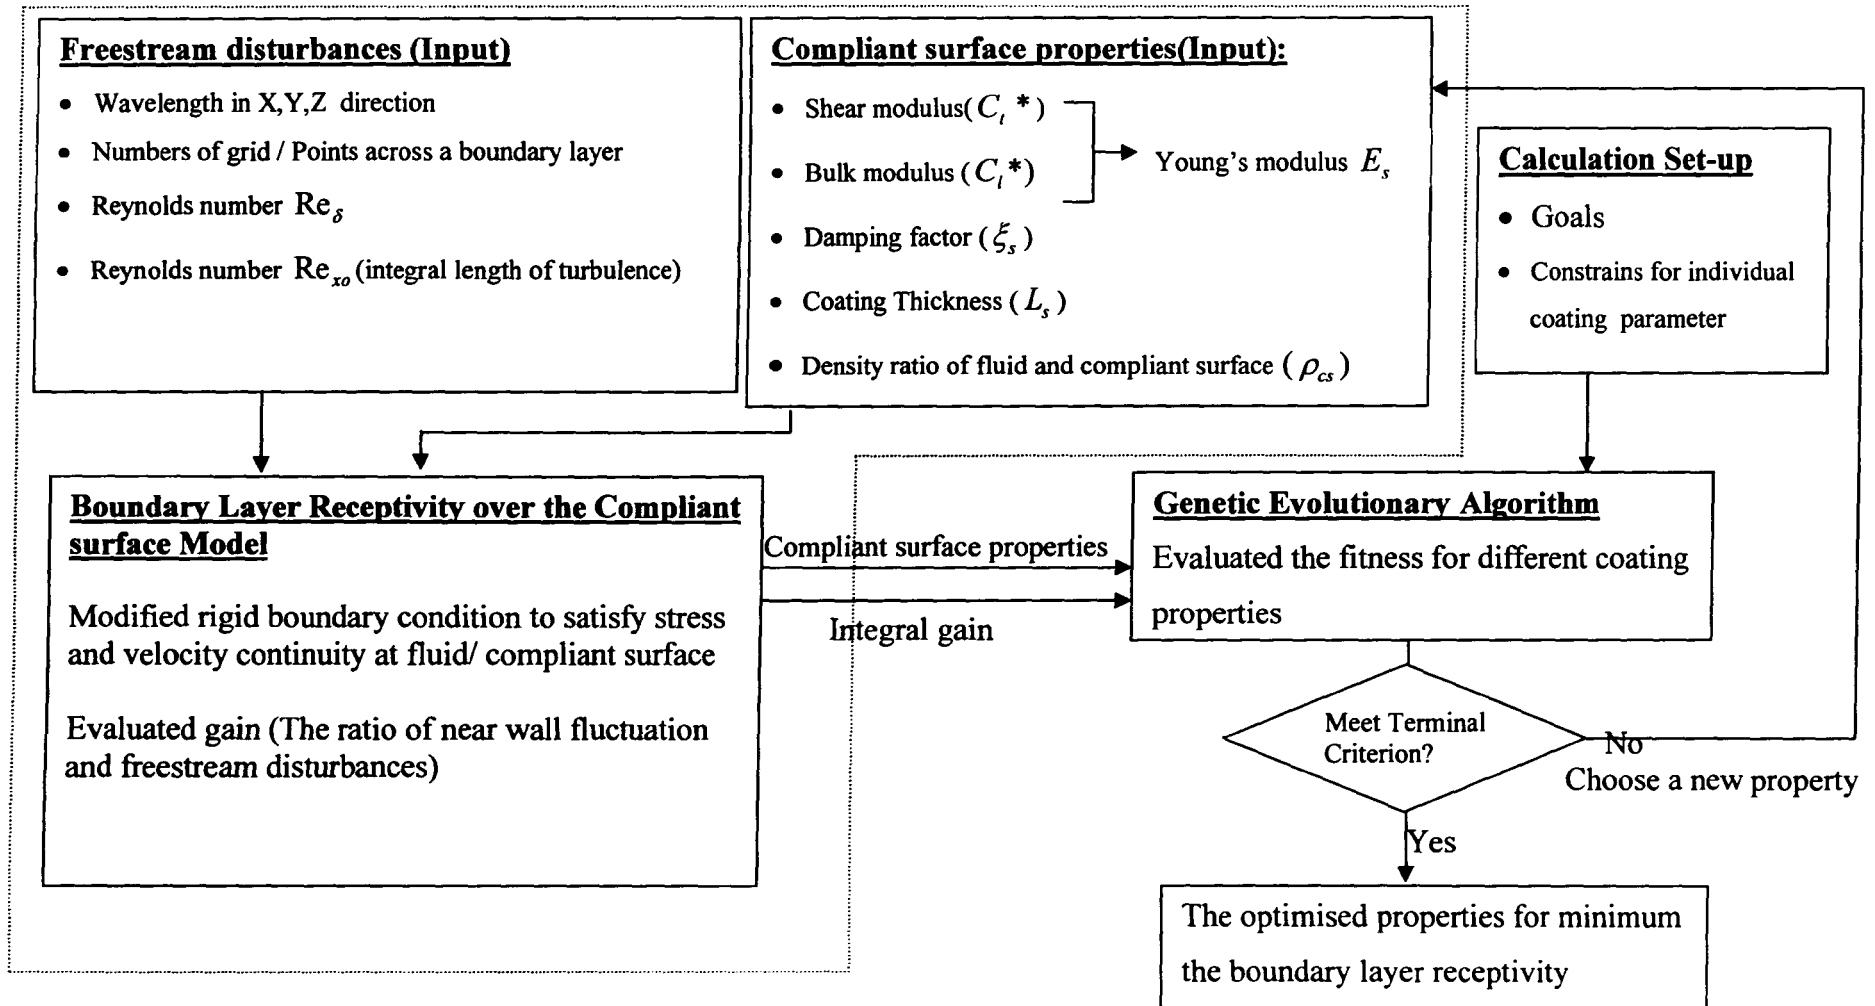 Freestream disturbances (Input)
• Wavelength in X,Y,Z direction
• Numbers of grid / Points across a boundary layer
• Reynolds number Re_δ
• Reynolds number Re_xo (integral length of turbulence)
Compliant surface properties(Input):
• Shear modulus( C_t * )
• Bulk modulus ( C_l *)
Young's modulus E_s
• Damping factor ( ξ_s )
• Coating Thickness ( L_s )
• Density ratio of fluid and compliant surface ( ρ_cs )
Calculation Set-up
• Goals
• Constrains for individual
coating parameter
Boundary Layer Receptivity over the Compliant
surface Model
Modified rigid boundary condition to satisfy stress
and velocity continuity at fluid/ compliant surface
Evaluated gain (The ratio of near wall fluctuation
and freestream disturbances)
Compliant surface properties
Integral gain
Genetic Evolutionary Algorithm
Evaluated the fitness for different coating
properties
Meet Terminal
Criterion?
No
Choose a new property
Yes
The optimised properties for minimum
the boundary layer receptivity